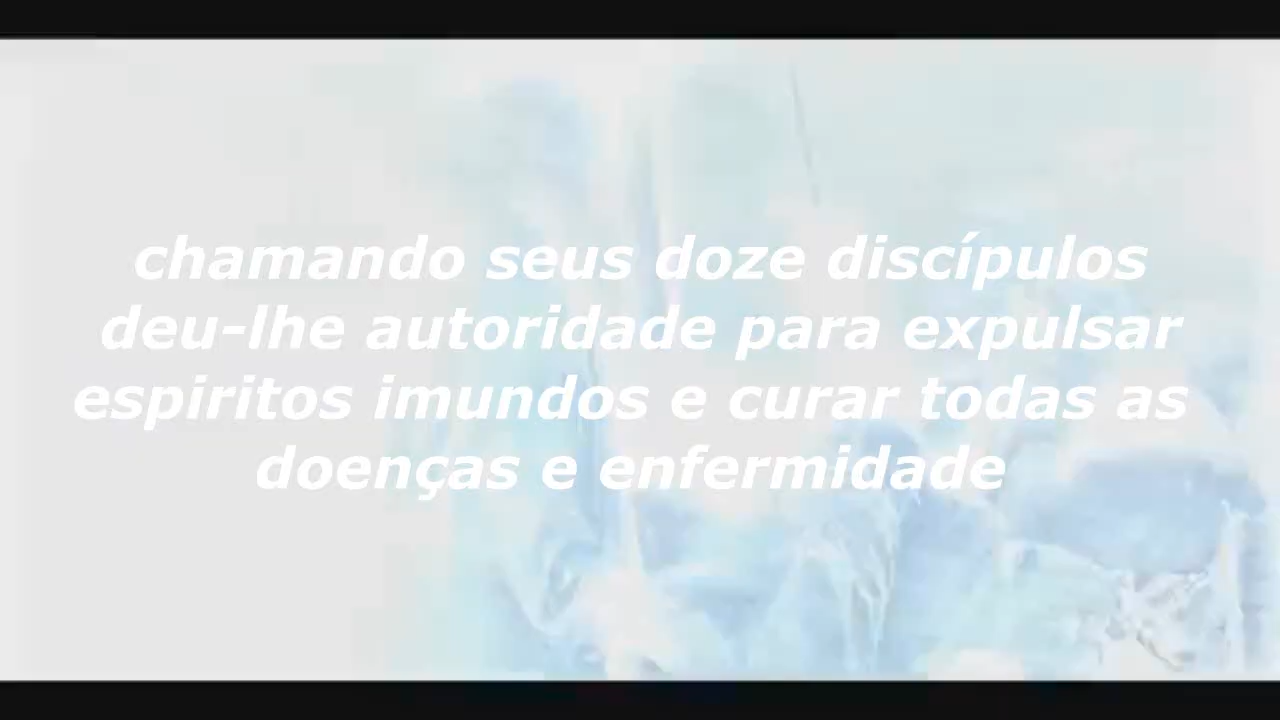 chamando seus doze discípulos
deu-lhe autoridade para expulsar
espiritos imundos e curar todas as
doenças e enfermidade